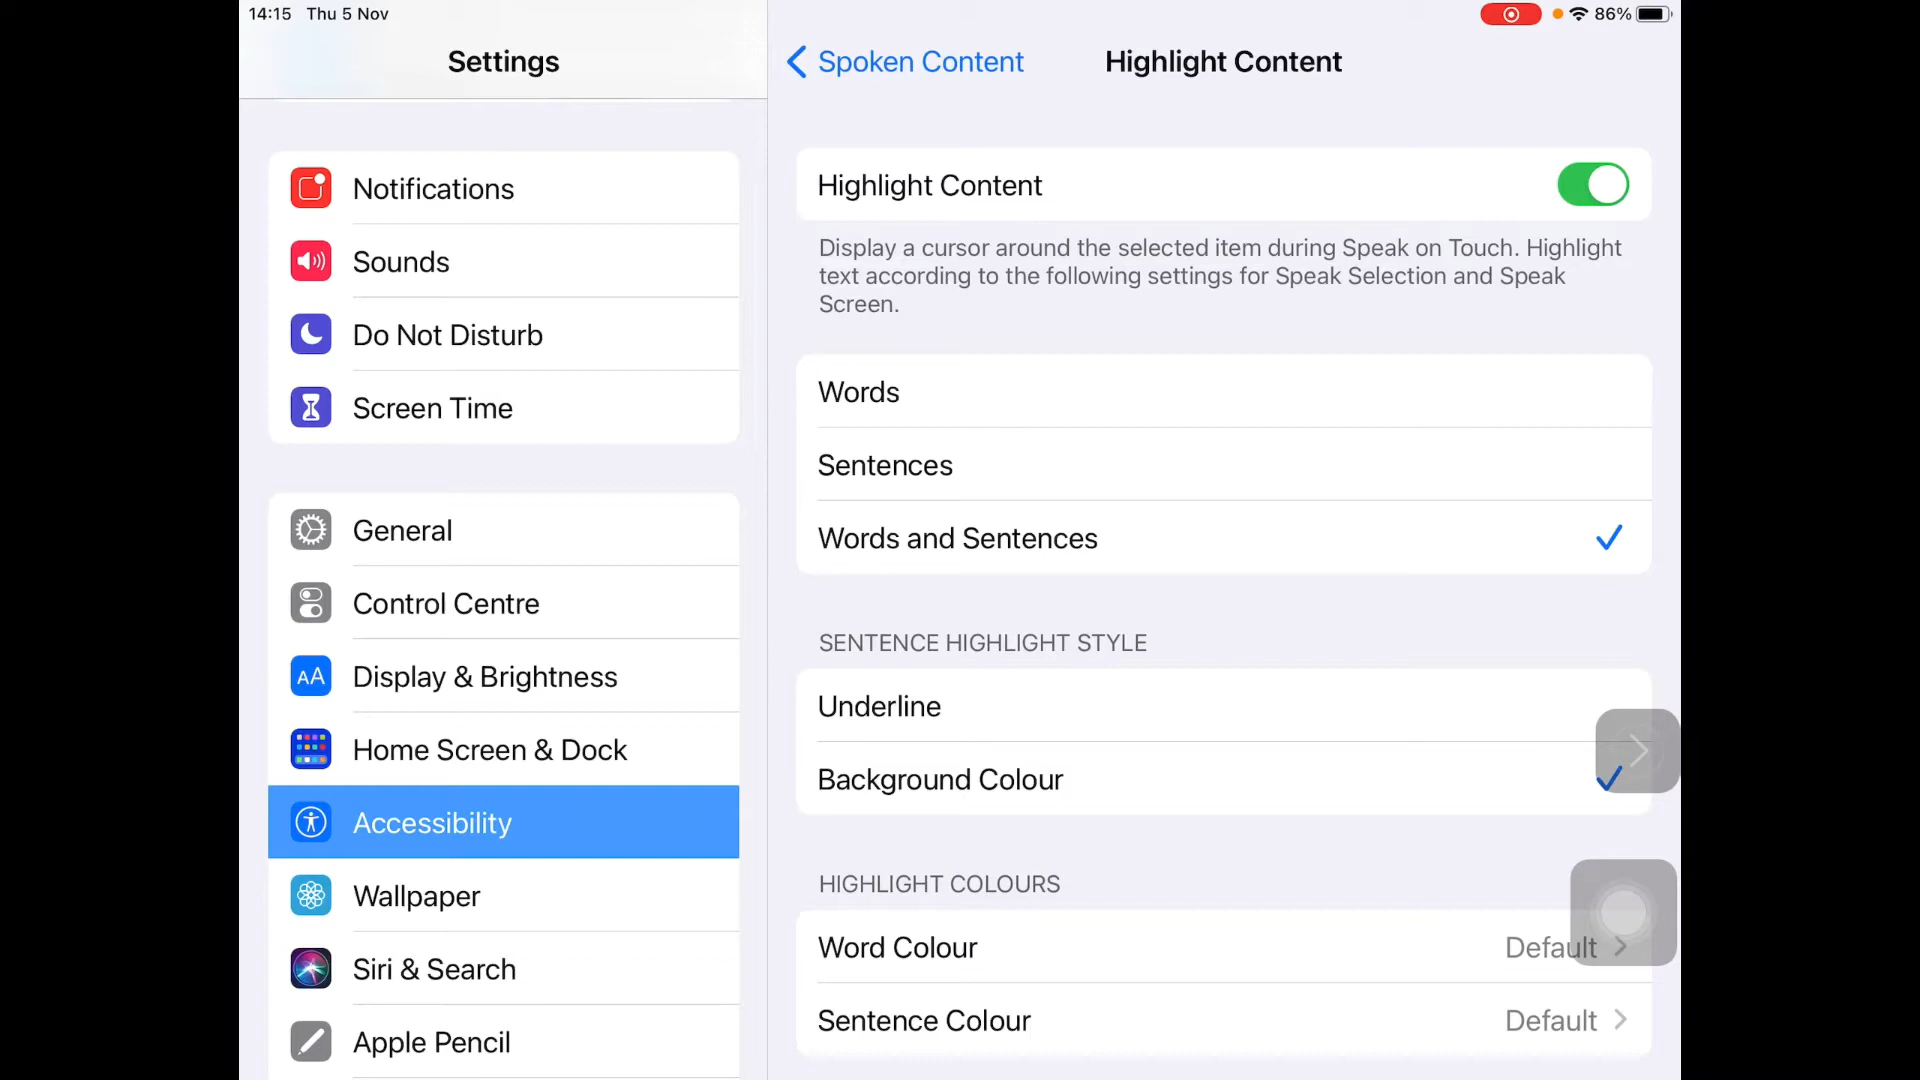 14:15 Thu 5 Nov
86%
Settings
Notifications
Sounds
Do Not Disturb
Screen Time
General
Control Centre
AA Display & Brightness
Home Screen & Dock
Accessibility
Wallpaper
Siri & Search
Apple Pencil
Spoken Content
Highlight Content
Highlight Content
Display a cursor around the selected item during Speak on Touch. Highlight
text according to the following settings for Speak Selection and Speak
Screen.
Words
Sentences
Words and Sentences
SENTENCE HIGHLIGHT STYLE
Underline
Background Colour
HIGHLIGHT COLOURS
Word Colour Default
Sentence Colour Default